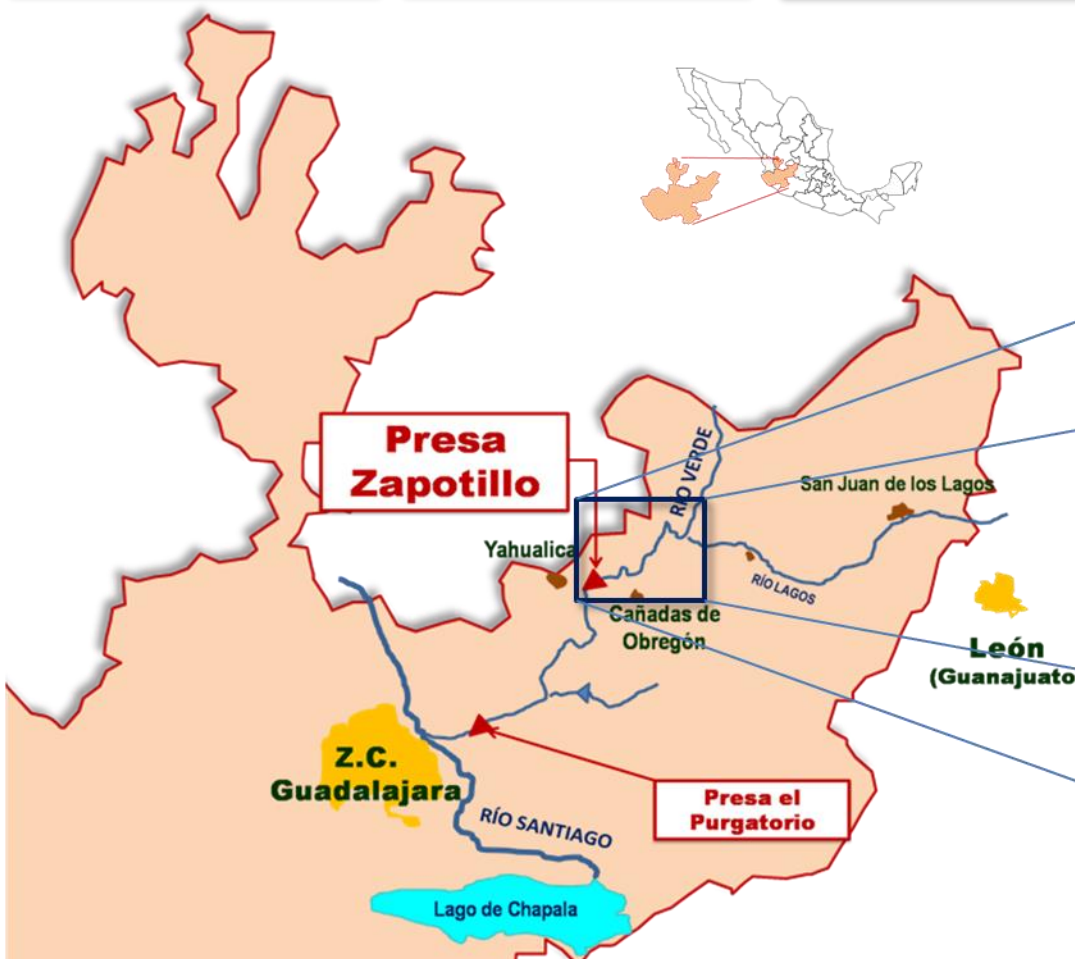 Presa
Zapotillo
RÍO VERDE
San Juan de los Lagos
Yahualica
RÍO LAGOS
Cañadas de
Obregón
León
(Guanajuato
Z.C.
Guadalajara
Presa el
Purgatorio
RÍO SANTIAGO
Lago de Chapala